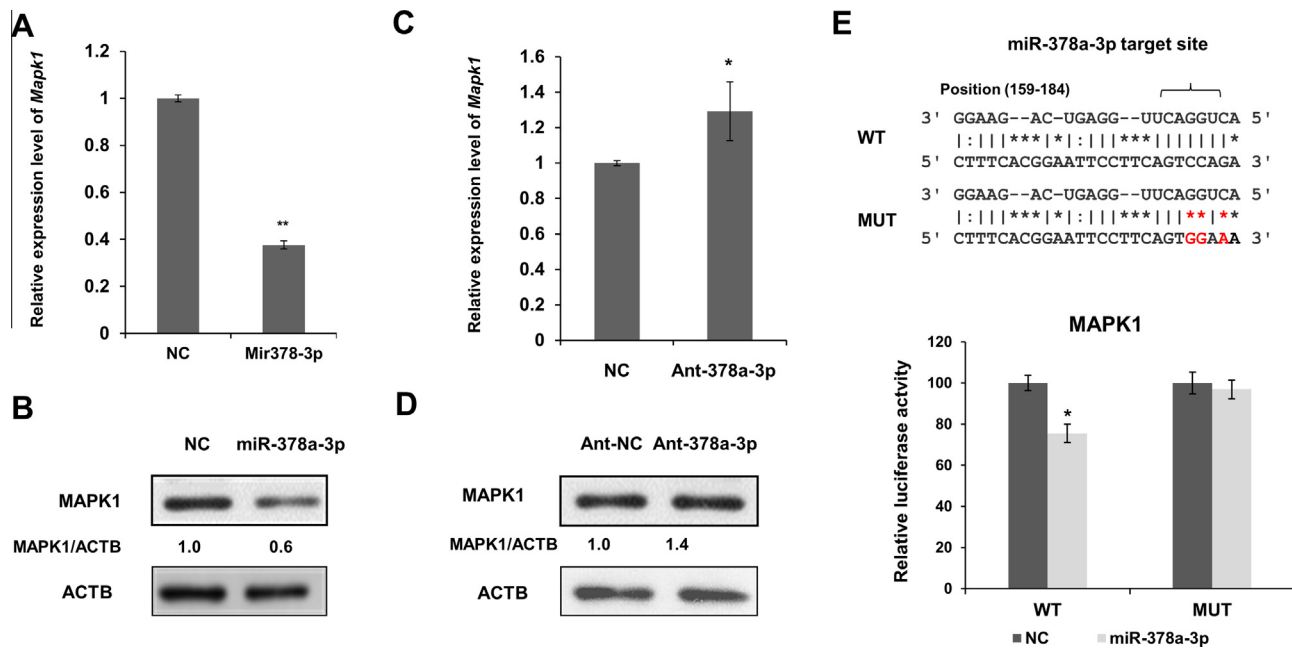 A
Relative expression level of Mapk1
1.2
1
0.8
0.6
0.4
0.2
0
**
NC
Mir378-3p
B
NC
miR-378a-3p
MAPK1
MAPK1/ACTB
1.0
0.6
ACTB
C
Relative expression level of Mapk1
1.6
1.4
1.2
1
0.8
0.6
0.4
0.2
0
*
NC
Ant-378a-3p
D
Ant-NC
Ant-378a-3p
MAPK1
MAPK1/ACTB
1.0
1.4
ACTB
E
miR-378a-3p target site
Position (159-184)
3' GGAAG--AC-UGAGG--UUCAGGUCA 5'
WT
|:|||***|*|:|||***|||||||*
5' CTTTCACGGAATTCCTTCAGTCCAGA 3'
3' GGAAG--AC-UGAGG--UUCAGGUCA 5'
MUT
|:|||***|*|:|||***||||**|**
5' CTTTCACGGAATTCCTTCAGTGGAAA 3'
MAPK1
Relative luciferase actvity
120
100
80
60
40
20
0
*
WT
MUT
NC
miR-378a-3p